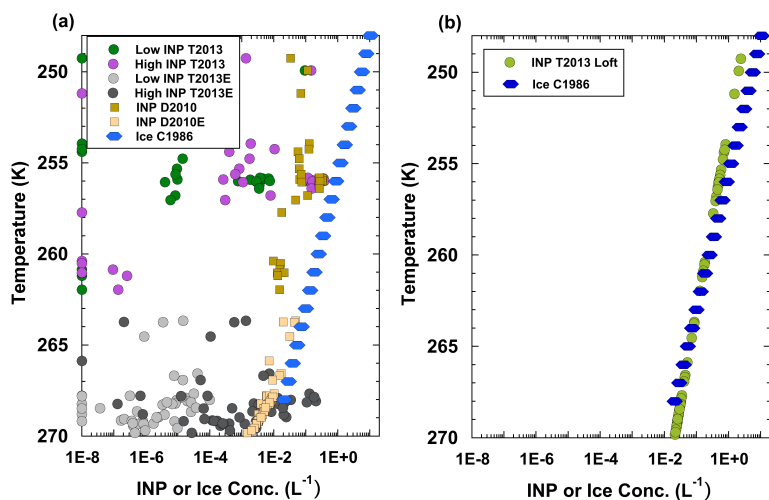 (a)
Low INP T2013
High INP T2013
Low INP T2013E
High INP T2013E
INP D2010
INP D2010E
Ice C1986
Temperature (K)
250
255
260
265
270
1E-8 1E-6 1E-4 1E-2 1E+0
INP or Ice Conc. (L⁻¹)
(b)
INP T2013 Loft
Ice C1986
Temperature (K)
250
255
260
265
270
1E-8 1E-6 1E-4 1E-2 1E+0
INP or Ice Conc. (L⁻¹)